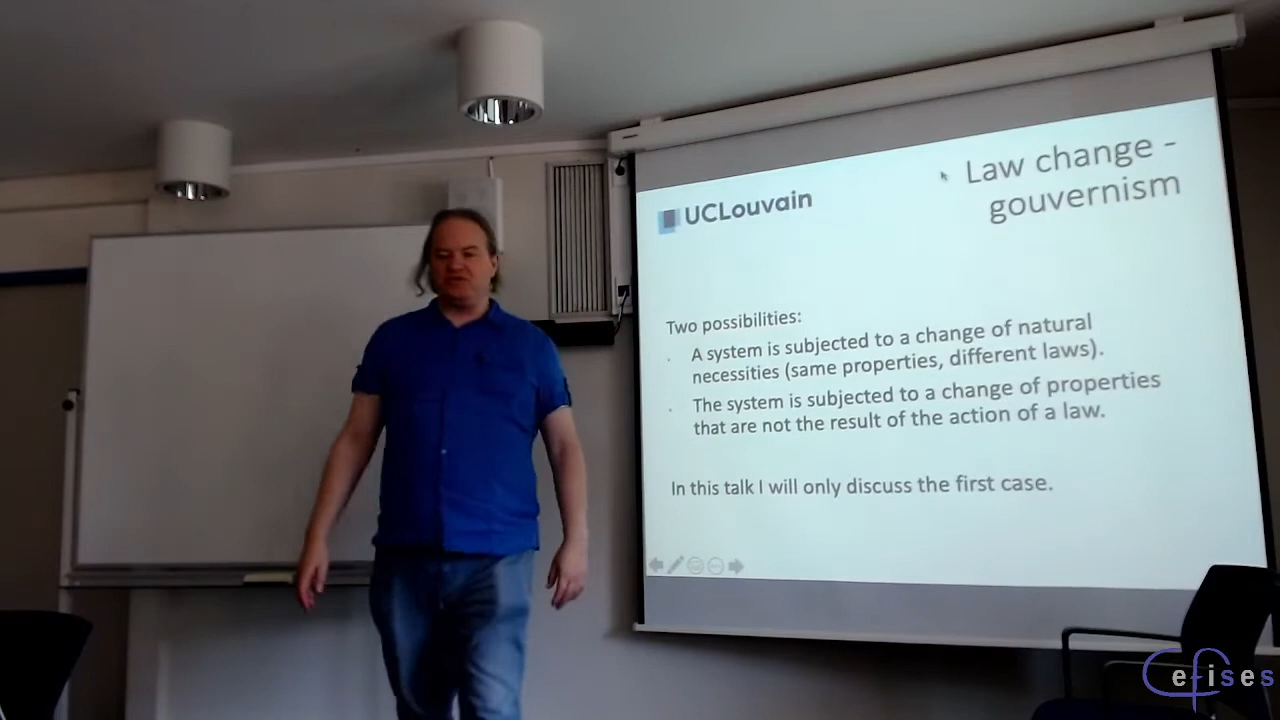 UCLouvain
Law change -
gouvernism
Two possibilities:
A system is subjected to a change of natural
necessities (same properties, different laws).
The system is subjected to a change of properties
that are not the result of the action of a law.
In this talk I will only discuss the first case.
Cefises